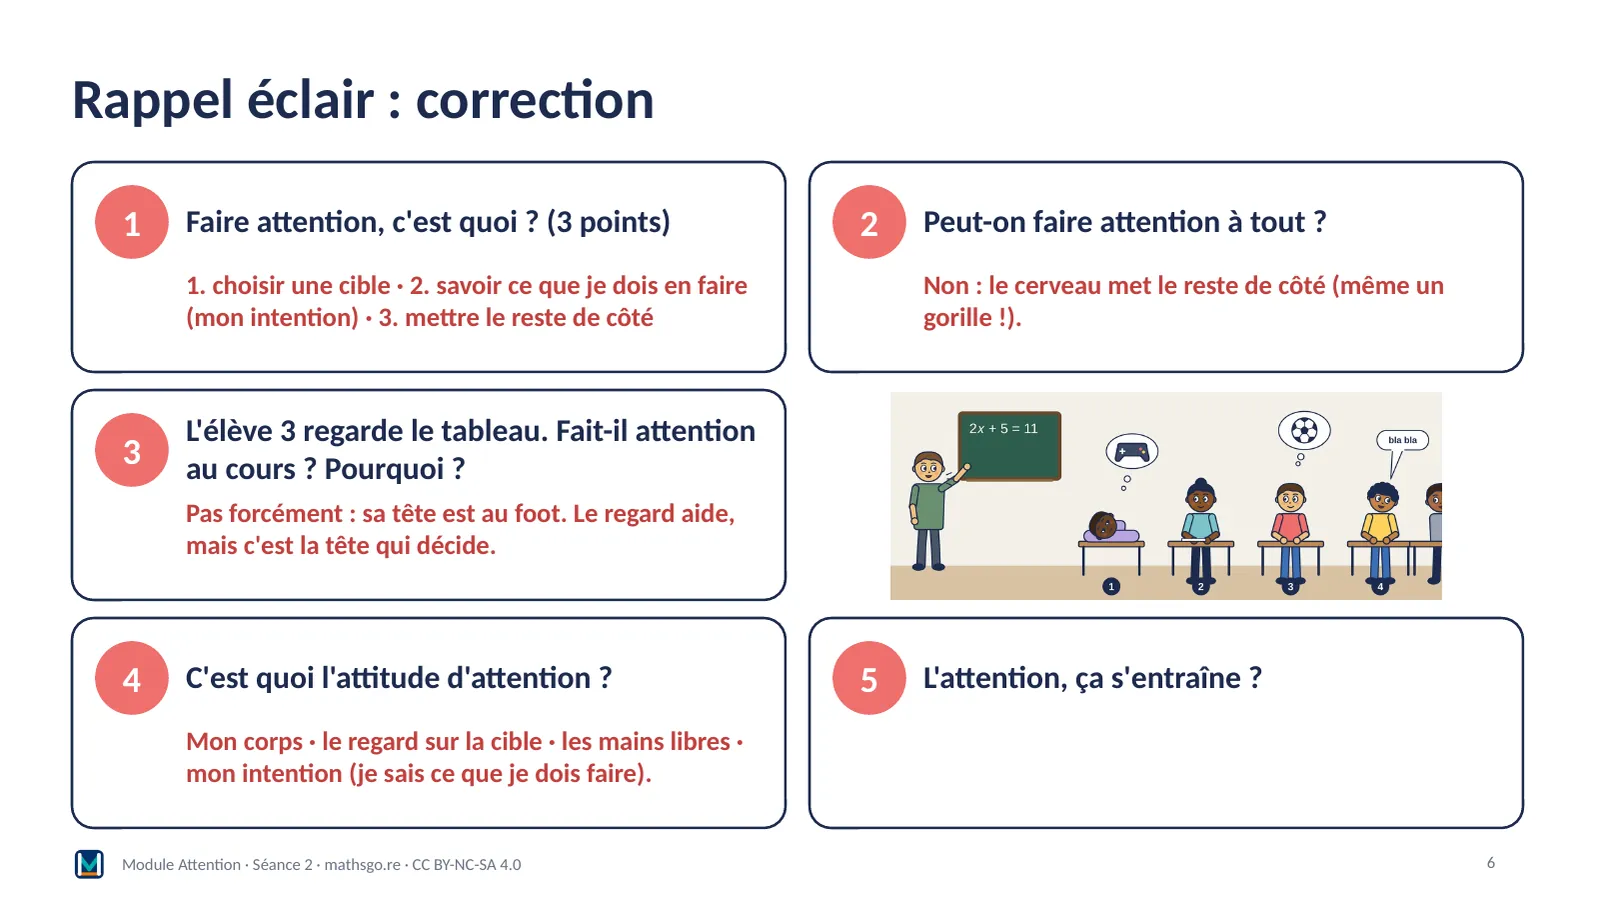 Rappel éclair : correction
1
Faire attention, c'est quoi ? (3 points)
1. choisir une cible · 2. savoir ce que je dois en faire
(mon intention) · 3. mettre le reste de côté
2
Peut-on faire attention à tout ?
Non : le cerveau met le reste de côté (même un
gorille !).
3
L'élève 3 regarde le tableau. Fait-il attention
au cours ? Pourquoi ?
Pas forcément : sa tête est au foot. Le regard aide,
mais c'est la tête qui décide.
2x + 5 = 11
bla bla
1
2
3
4
4
C'est quoi l'attitude d'attention ?
Mon corps · le regard sur la cible · les mains libres ·
mon intention (je sais ce que je dois faire).
5
L'attention, ça s'entraîne ?
Module Attention · Séance 2 · mathsgo.re · CC BY-NC-SA 4.0
6